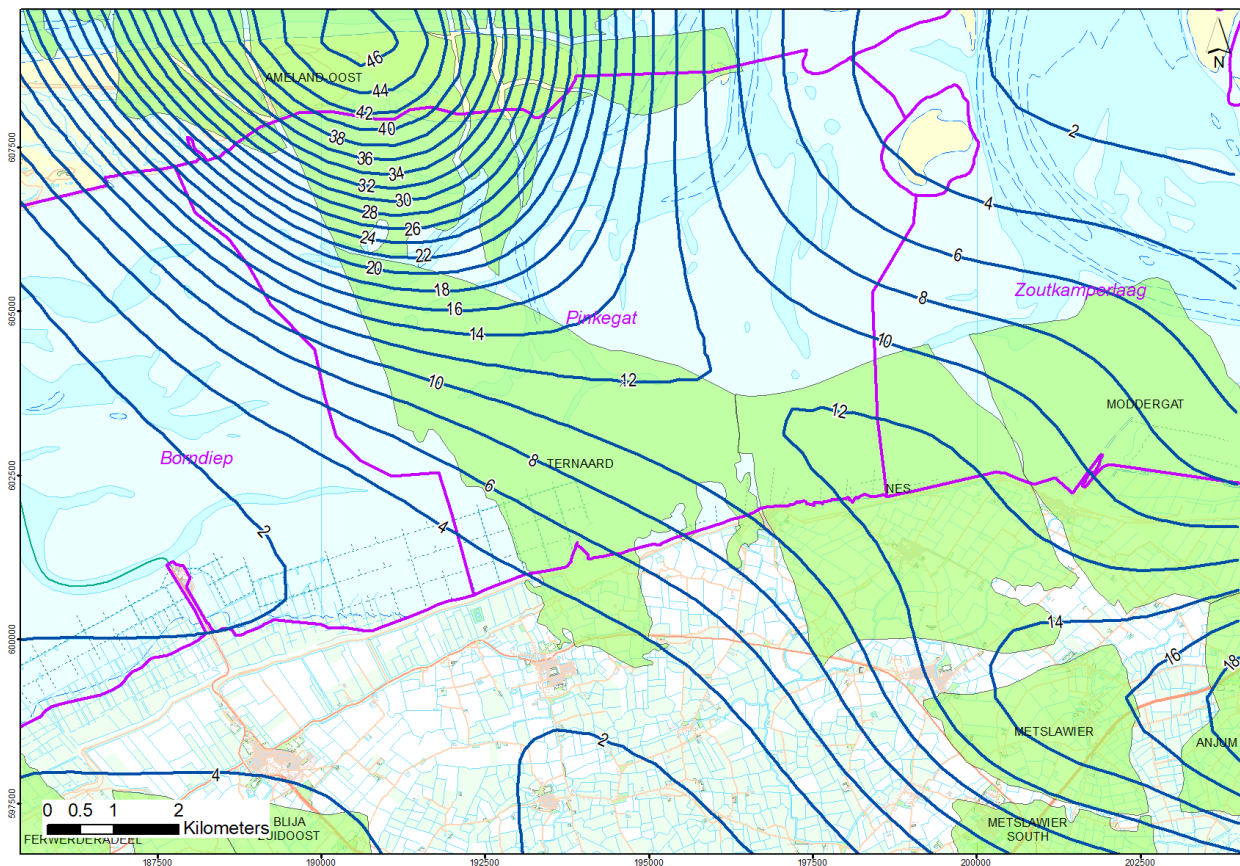 46
AMELAND-OOST
44
42
40
38
36
34
32
30
28
26
24
22
20
18
16
14
12
10
8
6
4
2
N
2
4
6
8
10
12
14
16
18
2
4
Pinkegat
Zoutkamperlaag
Borndiep
MODDERGAT
TERNAARD
NES
METSLAWIER
ANJUM
METSLAWIER
SOUTH
BLIJA
ZUIDOOST
FERWERDERADEEL
0 0.5 1 2
Kilometers
607500
605000
602500
600000
597500
187500 190000 192500 195000 197500 200000 202500